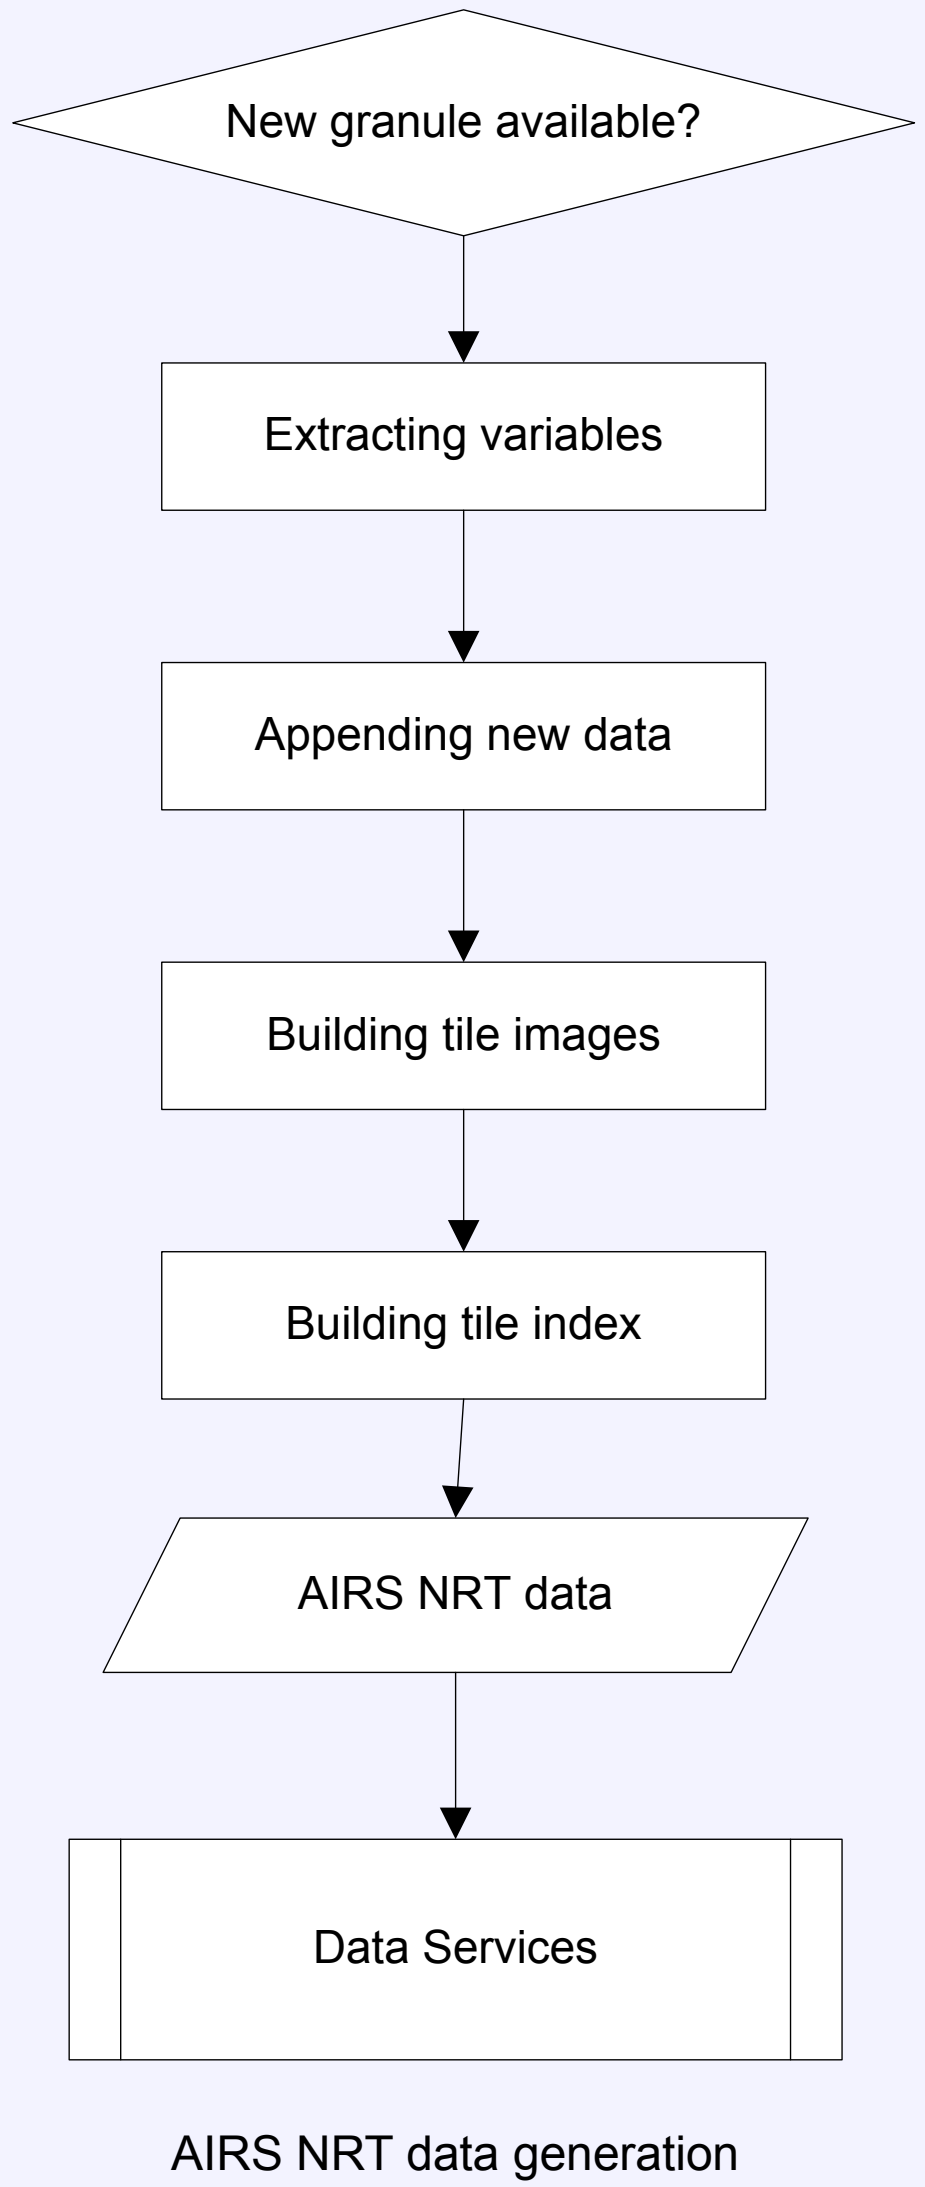 New granule available?
Extracting variables
Appending new data
Building tile images
Building tile index
AIRS NRT data
Data Services
AIRS NRT data generation